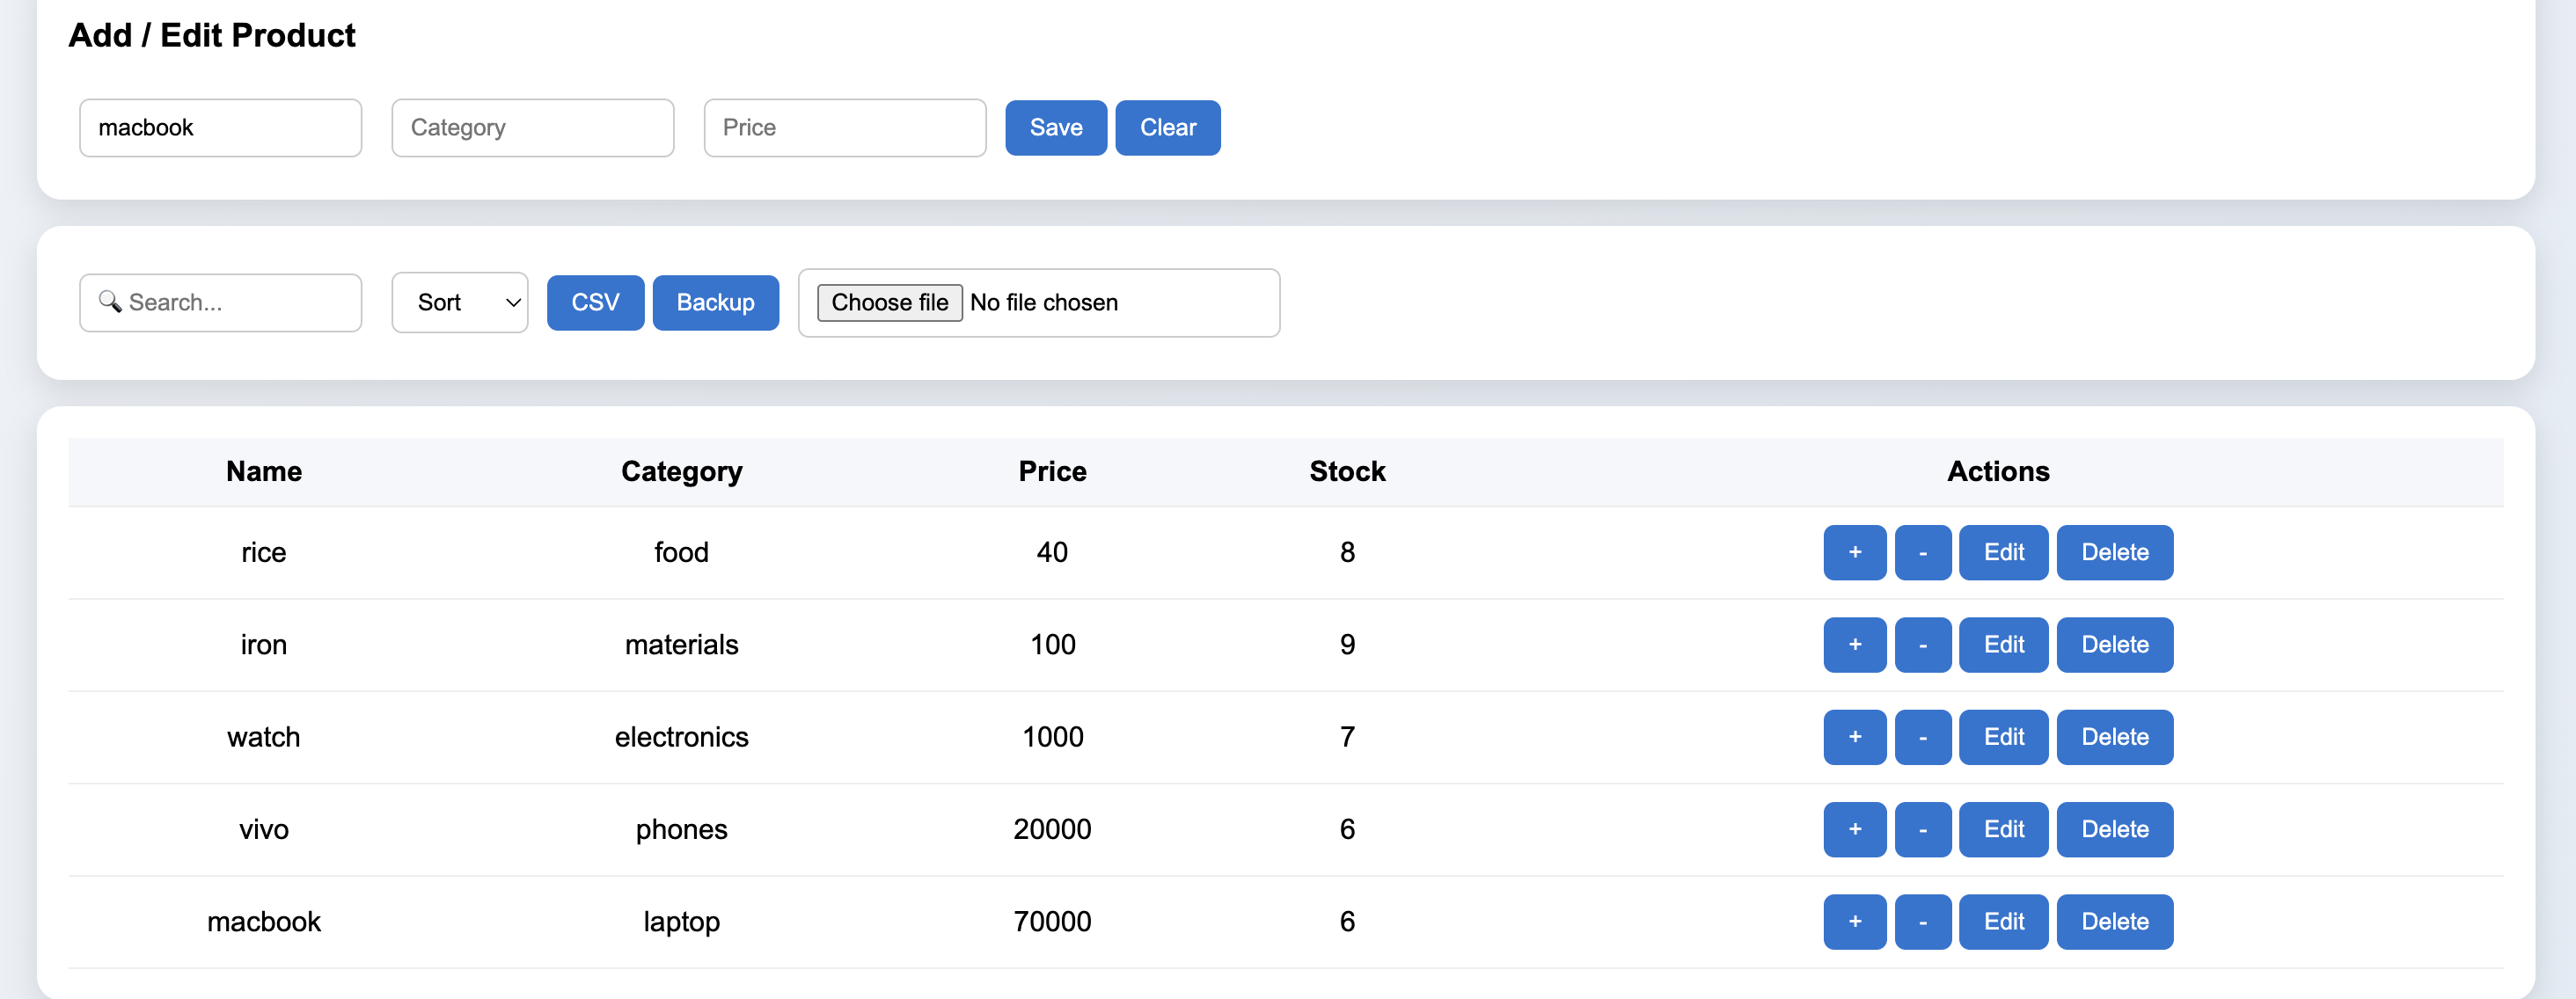 Add / Edit Product
macbook Category Price Save Clear
🔍 Search... Sort CSV Backup Choose file No file chosen
Name Category Price Stock Actions
rice food 40 8 + - Edit Delete
iron materials 100 9 + - Edit Delete
watch electronics 1000 7 + - Edit Delete
vivo phones 20000 6 + - Edit Delete
macbook laptop 70000 6 + - Edit Delete